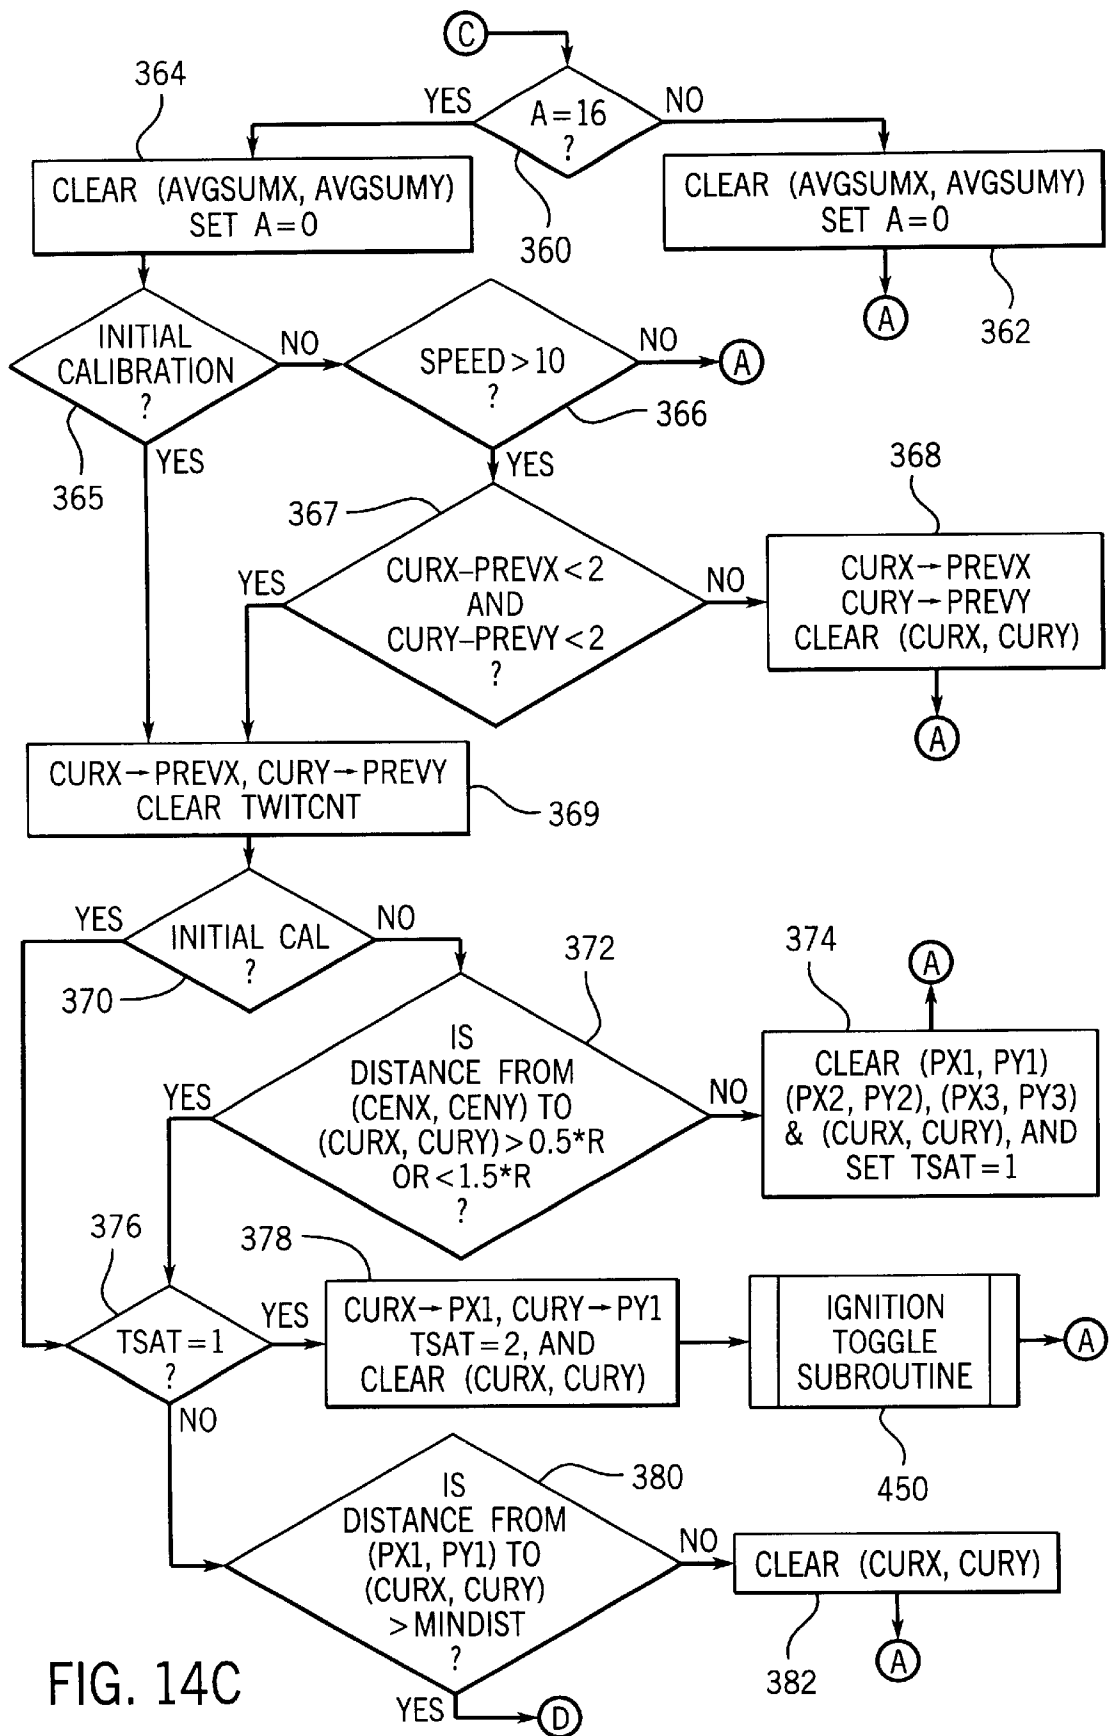 C
364
YES
A=16
?
NO
CLEAR (AVGSUMX, AVGSUMY)
SET A=0
360
CLEAR (AVGSUMX, AVGSUMY)
SET A=0
A
362
INITIAL
CALIBRATION
?
NO
SPEED>10
?
NO
A
366
365
YES
YES
367
368
YES
CURX–PREVX<2
AND
CURY–PREVY<2
?
NO
CURX→PREVX
CURY→PREVY
CLEAR (CURX, CURY)
A
CURX→PREVX, CURY→PREVY
CLEAR TWITCNT
369
YES
INITIAL CAL
?
NO
370
372
374
A
IS
DISTANCE FROM
(CENX, CENY) TO
(CURX, CURY)>0.5*R
OR<1.5*R
?
YES
NO
CLEAR (PX1, PY1)
(PX2, PY2), (PX3, PY3)
& (CURX, CURY), AND
SET TSAT=1
376
378
TSAT=1
?
YES
CURX→PX1, CURY→PY1
TSAT=2, AND
CLEAR (CURX, CURY)
IGNITION
TOGGLE
SUBROUTINE
A
450
NO
380
IS
DISTANCE FROM
(PX1, PY1) TO
(CURX, CURY)
>MINDIST
?
NO
CLEAR (CURX, CURY)
382
A
YES
D
FIG. 14C